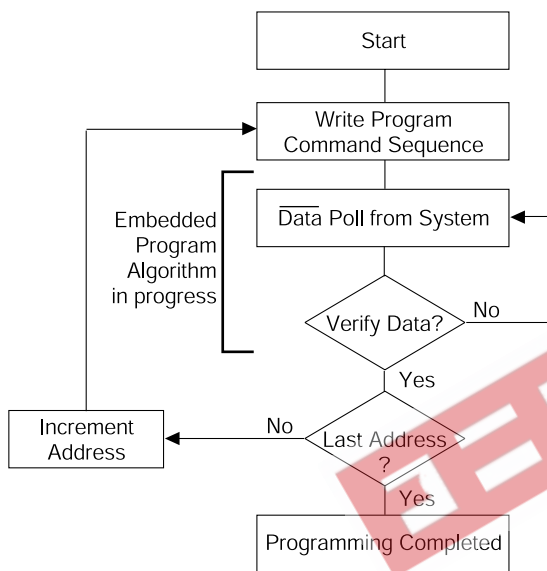 Start
Write Program
Command Sequence
Data Poll from System
Embedded
Program
Algorithm
in progress
Verify Data?
No
Yes
Increment
Address
No
Last Address
?
Yes
Programming Completed